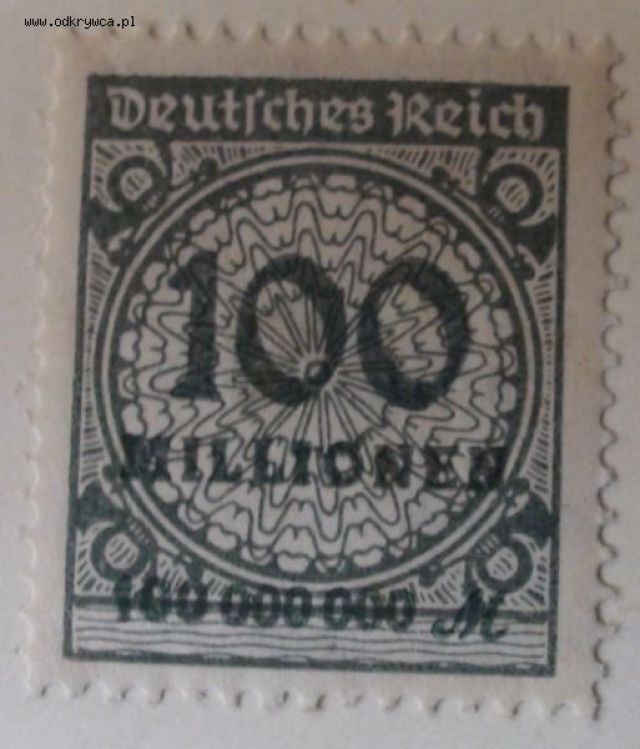 www.odkrywca.pl
Deutsches Reich
100
MILLIONEN
100 000 000 M